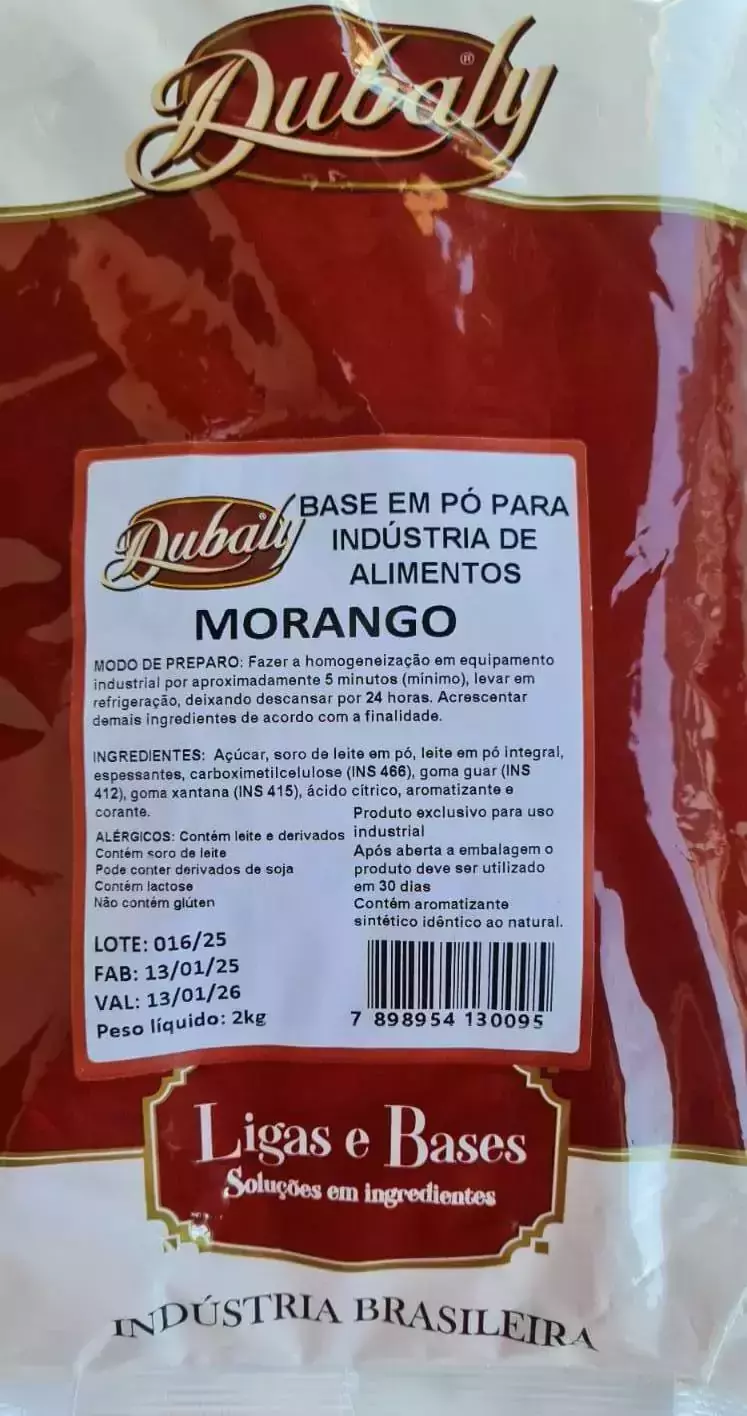 Dubaly®
Dubaly®
BASE EM PÓ PARA
INDÚSTRIA DE
ALIMENTOS
MORANGO
MODO DE PREPARO: Fazer a homogeneização em equipamento
industrial por aproximadamente 5 minutos (mínimo), levar em
refrigeração, deixando descansar por 24 horas. Acrescentar
demais ingredientes de acordo com a finalidade.
INGREDIENTES: Açúcar, soro de leite em pó, leite em pó integral,
espessantes, carboximetilcelulose (INS 466), goma guar (INS
412), goma xantana (INS 415), ácido cítrico, aromatizante e
corante.
ALÉRGICOS: Contém leite e derivados
Contém soro de leite
Pode conter derivados de soja
Contém lactose
Não contém glúten
Produto exclusivo para uso
industrial
Após aberta a embalagem o
produto deve ser utilizado
em 30 dias
Contém aromatizante
sintético idêntico ao natural.
LOTE: 016/25
FAB: 13/01/25
VAL: 13/01/26
Peso líquido: 2kg
7 898954 130095
Ligas e Bases
Soluções em ingredientes
INDÚSTRIA BRASILEIRA